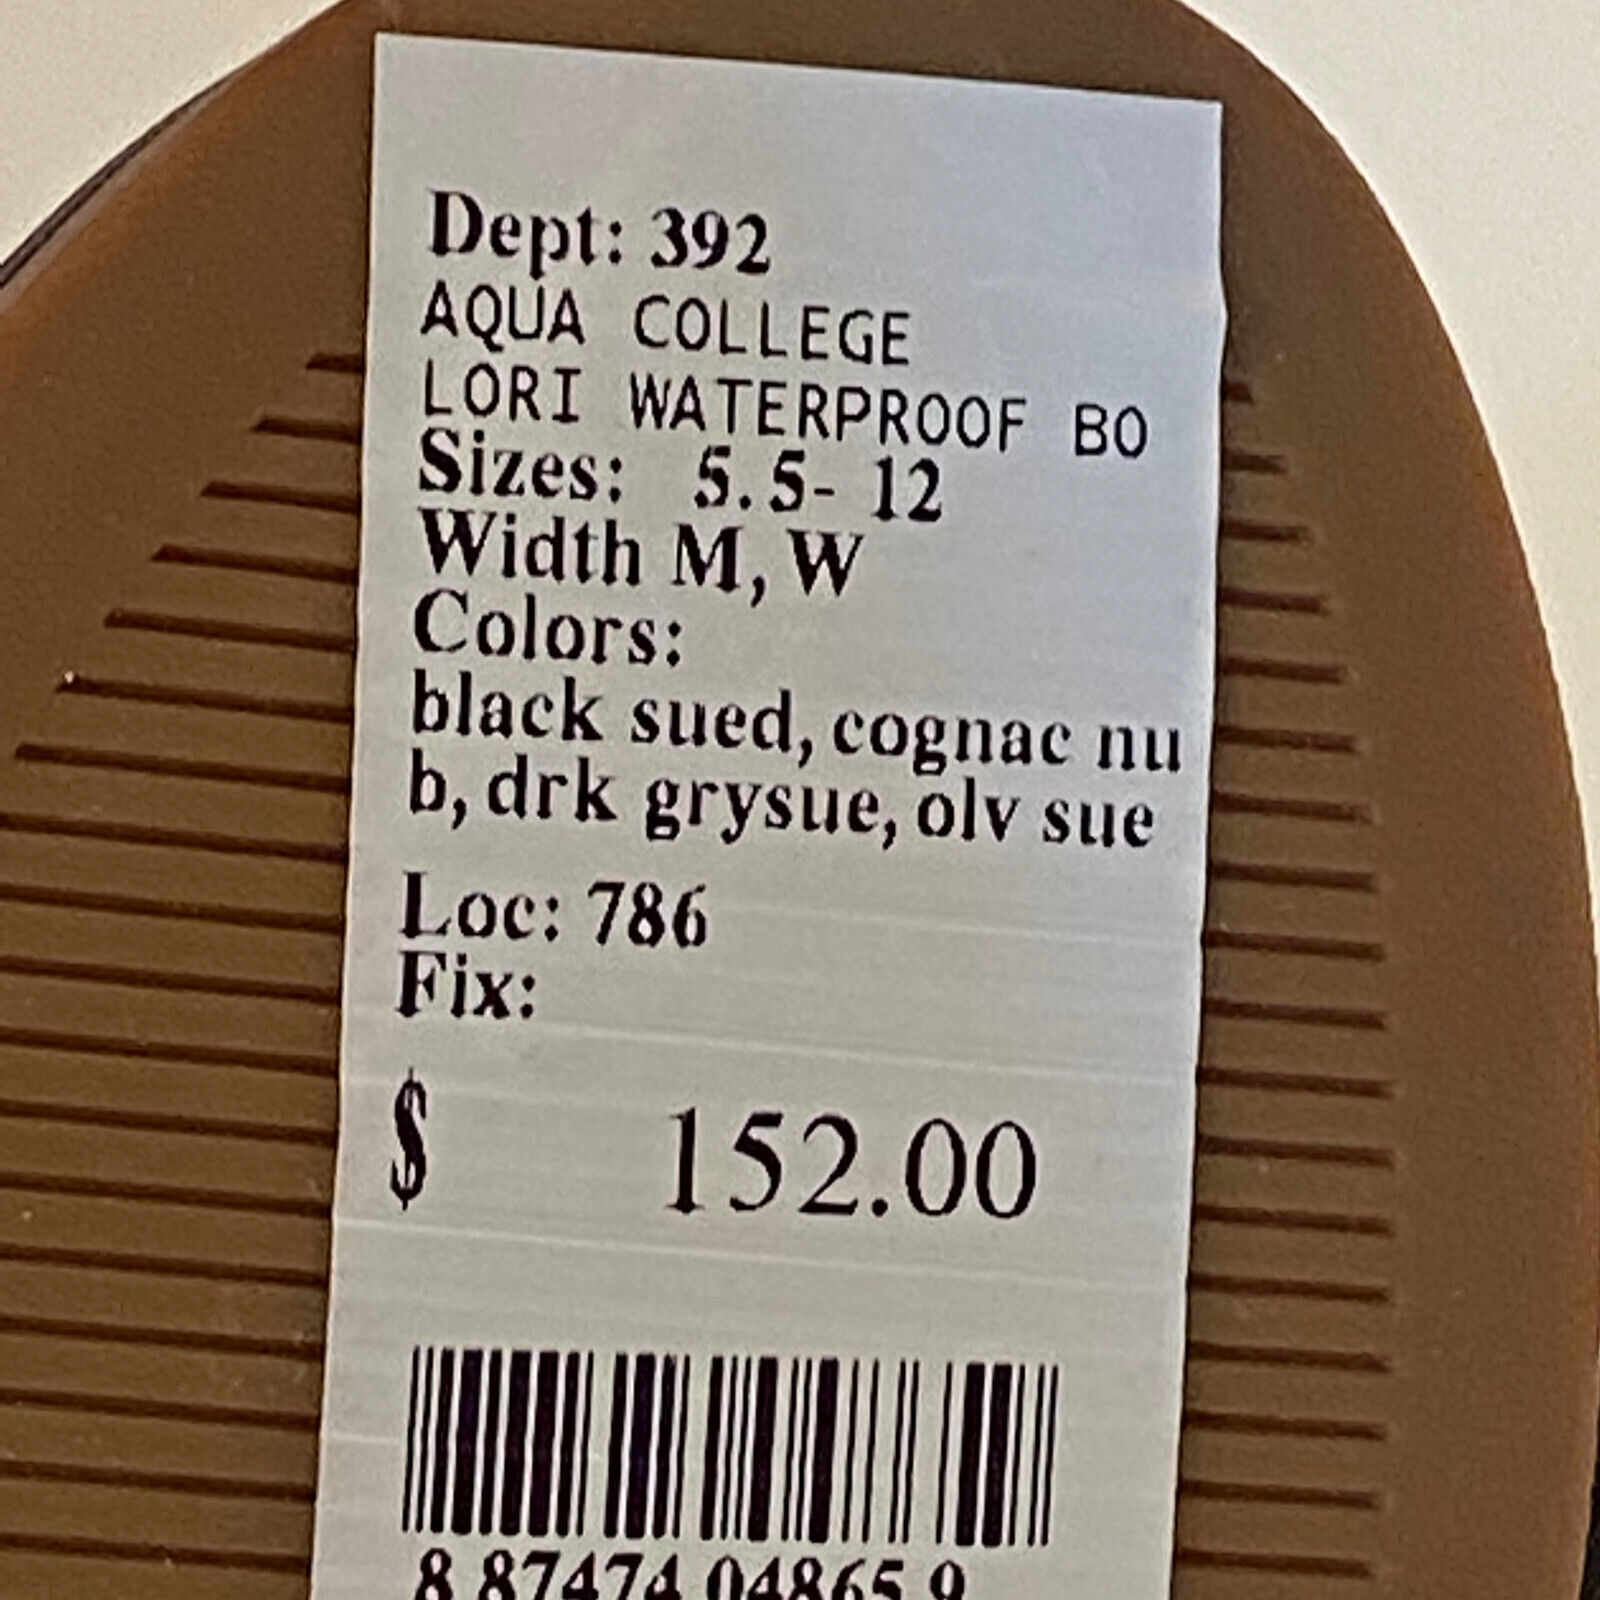 Dept: 392
AQUA COLLEGE
LORI WATERPROOF BO
Sizes: 5.5- 12
Width M, W
Colors:
black sued, cognac nu
b, drk grysue, olv sue
Loc: 786
Fix:
$ 152.00
8 87474 04865 9